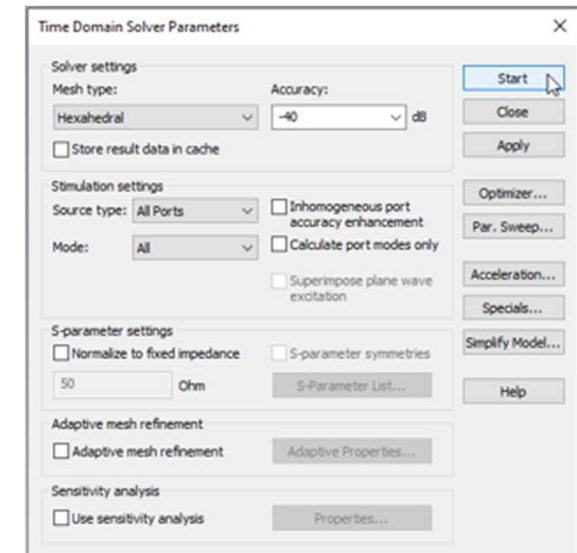 Time Domain Solver Parameters
Solver settings
Mesh type:
Accuracy:
Hexahedral
-40
dB
Store result data in cache
Stimulation settings
Source type:
All Ports
Inhomogeneous port
accuracy enhancement
Mode:
All
Calculate port modes only
Superimpose plane wave
excitation
S-parameter settings
Normalize to fixed impedance
S-parameter symmetries
50
Ohm
S-Parameter List...
Adaptive mesh refinement
Adaptive mesh refinement
Adaptive Properties...
Sensitivity analysis
Use sensitivity analysis
Properties...
Start
Close
Apply
Optimizer...
Par. Sweep...
Acceleration...
Specials...
Simplify Model...
Help